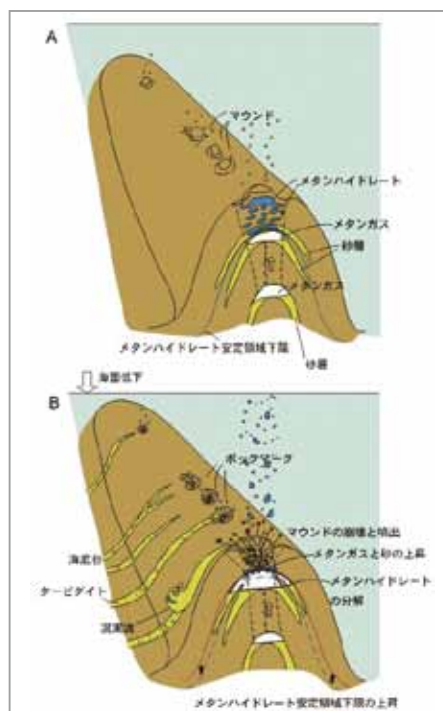 A
マウンド
メタンハイドレート
メタンガス
砂層
メタンガス
メタンハイドレート安定領域下限
砂層
海面低下
B
ポックマーク
マウンドの崩壊と噴出
メタンガスと砂の上昇
海底谷
メタンハイドレート
の分解
タービダイト
泥濁流
メタンハイドレート安定領域下限の上昇